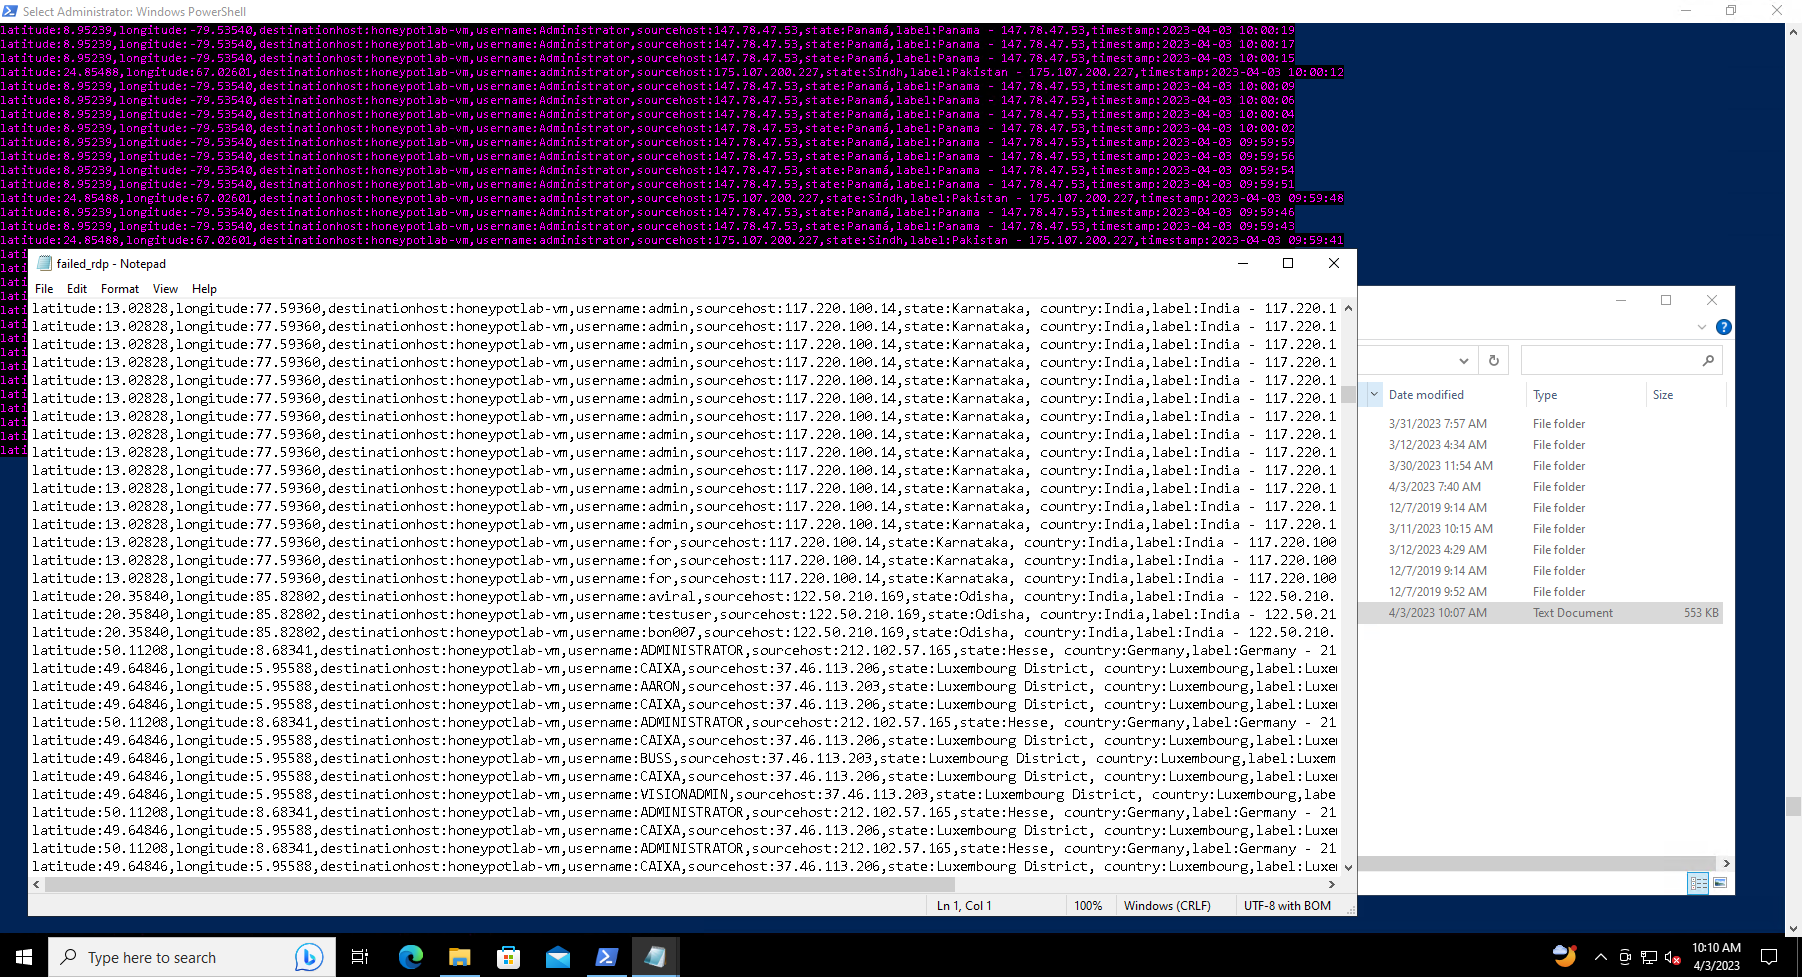 Select Administrator: Windows PowerShell
latitude:8.95239,longitude:-79.53540,destinationhost:honeypotlab-vm,username:Administrator,sourcehost:147.78.47.53,state:Panamá,label:Panama - 147.78.47.53,timestamp:2023-04-03 10:00:19
latitude:8.95239,longitude:-79.53540,destinationhost:honeypotlab-vm,username:Administrator,sourcehost:147.78.47.53,state:Panamá,label:Panama - 147.78.47.53,timestamp:2023-04-03 10:00:17
latitude:8.95239,longitude:-79.53540,destinationhost:honeypotlab-vm,username:Administrator,sourcehost:147.78.47.53,state:Panamá,label:Panama - 147.78.47.53,timestamp:2023-04-03 10:00:15
latitude:24.85488,longitude:67.02601,destinationhost:honeypotlab-vm,username:administrator,sourcehost:175.107.200.227,state:Sindh,label:Pakistan - 175.107.200.227,timestamp:2023-04-03 10:00:12
latitude:8.95239,longitude:-79.53540,destinationhost:honeypotlab-vm,username:Administrator,sourcehost:147.78.47.53,state:Panamá,label:Panama - 147.78.47.53,timestamp:2023-04-03 10:00:09
latitude:8.95239,longitude:-79.53540,destinationhost:honeypotlab-vm,username:Administrator,sourcehost:147.78.47.53,state:Panamá,label:Panama - 147.78.47.53,timestamp:2023-04-03 10:00:06
latitude:8.95239,longitude:-79.53540,destinationhost:honeypotlab-vm,username:Administrator,sourcehost:147.78.47.53,state:Panamá,label:Panama - 147.78.47.53,timestamp:2023-04-03 10:00:04
latitude:8.95239,longitude:-79.53540,destinationhost:honeypotlab-vm,username:Administrator,sourcehost:147.78.47.53,state:Panamá,label:Panama - 147.78.47.53,timestamp:2023-04-03 10:00:02
latitude:8.95239,longitude:-79.53540,destinationhost:honeypotlab-vm,username:Administrator,sourcehost:147.78.47.53,state:Panamá,label:Panama - 147.78.47.53,timestamp:2023-04-03 09:59:59
latitude:8.95239,longitude:-79.53540,destinationhost:honeypotlab-vm,username:Administrator,sourcehost:147.78.47.53,state:Panamá,label:Panama - 147.78.47.53,timestamp:2023-04-03 09:59:56
latitude:8.95239,longitude:-79.53540,destinationhost:honeypotlab-vm,username:Administrator,sourcehost:147.78.47.53,state:Panamá,label:Panama - 147.78.47.53,timestamp:2023-04-03 09:59:54
latitude:8.95239,longitude:-79.53540,destinationhost:honeypotlab-vm,username:Administrator,sourcehost:147.78.47.53,state:Panamá,label:Panama - 147.78.47.53,timestamp:2023-04-03 09:59:51
latitude:24.85488,longitude:67.02601,destinationhost:honeypotlab-vm,username:administrator,sourcehost:175.107.200.227,state:Sindh,label:Pakistan - 175.107.200.227,timestamp:2023-04-03 09:59:48
latitude:8.95239,longitude:-79.53540,destinationhost:honeypotlab-vm,username:Administrator,sourcehost:147.78.47.53,state:Panamá,label:Panama - 147.78.47.53,timestamp:2023-04-03 09:59:46
latitude:8.95239,longitude:-79.53540,destinationhost:honeypotlab-vm,username:Administrator,sourcehost:147.78.47.53,state:Panamá,label:Panama - 147.78.47.53,timestamp:2023-04-03 09:59:43
latitude:24.85488,longitude:67.02601,destinationhost:honeypotlab-vm,username:administrator,sourcehost:175.107.200.227,state:Sindh,label:Pakistan - 175.107.200.227,timestamp:2023-04-03 09:59:41
lati
lati
lati
lati
lati
lati
lati
lati
lati
lati
lati
lati
lati
lati
failed_rdp - Notepad
File Edit Format View Help
latitude:13.02828,longitude:77.59360,destinationhost:honeypotlab-vm,username:admin,sourcehost:117.220.100.14,state:Karnataka, country:India,label:India - 117.220.1
latitude:13.02828,longitude:77.59360,destinationhost:honeypotlab-vm,username:admin,sourcehost:117.220.100.14,state:Karnataka, country:India,label:India - 117.220.1
latitude:13.02828,longitude:77.59360,destinationhost:honeypotlab-vm,username:admin,sourcehost:117.220.100.14,state:Karnataka, country:India,label:India - 117.220.1
latitude:13.02828,longitude:77.59360,destinationhost:honeypotlab-vm,username:admin,sourcehost:117.220.100.14,state:Karnataka, country:India,label:India - 117.220.1
latitude:13.02828,longitude:77.59360,destinationhost:honeypotlab-vm,username:admin,sourcehost:117.220.100.14,state:Karnataka, country:India,label:India - 117.220.1
latitude:13.02828,longitude:77.59360,destinationhost:honeypotlab-vm,username:admin,sourcehost:117.220.100.14,state:Karnataka, country:India,label:India - 117.220.1
latitude:13.02828,longitude:77.59360,destinationhost:honeypotlab-vm,username:admin,sourcehost:117.220.100.14,state:Karnataka, country:India,label:India - 117.220.1
latitude:13.02828,longitude:77.59360,destinationhost:honeypotlab-vm,username:admin,sourcehost:117.220.100.14,state:Karnataka, country:India,label:India - 117.220.1
latitude:13.02828,longitude:77.59360,destinationhost:honeypotlab-vm,username:admin,sourcehost:117.220.100.14,state:Karnataka, country:India,label:India - 117.220.1
latitude:13.02828,longitude:77.59360,destinationhost:honeypotlab-vm,username:admin,sourcehost:117.220.100.14,state:Karnataka, country:India,label:India - 117.220.1
latitude:13.02828,longitude:77.59360,destinationhost:honeypotlab-vm,username:admin,sourcehost:117.220.100.14,state:Karnataka, country:India,label:India - 117.220.1
latitude:13.02828,longitude:77.59360,destinationhost:honeypotlab-vm,username:admin,sourcehost:117.220.100.14,state:Karnataka, country:India,label:India - 117.220.1
latitude:13.02828,longitude:77.59360,destinationhost:honeypotlab-vm,username:admin,sourcehost:117.220.100.14,state:Karnataka, country:India,label:India - 117.220.1
latitude:13.02828,longitude:77.59360,destinationhost:honeypotlab-vm,username:for,sourcehost:117.220.100.14,state:Karnataka, country:India,label:India - 117.220.100
latitude:13.02828,longitude:77.59360,destinationhost:honeypotlab-vm,username:for,sourcehost:117.220.100.14,state:Karnataka, country:India,label:India - 117.220.100
latitude:13.02828,longitude:77.59360,destinationhost:honeypotlab-vm,username:for,sourcehost:117.220.100.14,state:Karnataka, country:India,label:India - 117.220.100
latitude:20.35840,longitude:85.82802,destinationhost:honeypotlab-vm,username:aviral,sourcehost:122.50.210.169,state:Odisha, country:India,label:India - 122.50.210.
latitude:20.35840,longitude:85.82802,destinationhost:honeypotlab-vm,username:testuser,sourcehost:122.50.210.169,state:Odisha, country:India,label:India - 122.50.21
latitude:20.35840,longitude:85.82802,destinationhost:honeypotlab-vm,username:bon007,sourcehost:122.50.210.169,state:Odisha, country:India,label:India - 122.50.210.
latitude:50.11208,longitude:8.68341,destinationhost:honeypotlab-vm,username:ADMINISTRATOR,sourcehost:212.102.57.165,state:Hesse, country:Germany,label:Germany - 21
latitude:49.64846,longitude:5.95588,destinationhost:honeypotlab-vm,username:CAIXA,sourcehost:37.46.113.206,state:Luxembourg District, country:Luxembourg,label:Luxe
latitude:49.64846,longitude:5.95588,destinationhost:honeypotlab-vm,username:AARON,sourcehost:37.46.113.203,state:Luxembourg District, country:Luxembourg,label:Luxe
latitude:49.64846,longitude:5.95588,destinationhost:honeypotlab-vm,username:CAIXA,sourcehost:37.46.113.206,state:Luxembourg District, country:Luxembourg,label:Luxe
latitude:50.11208,longitude:8.68341,destinationhost:honeypotlab-vm,username:ADMINISTRATOR,sourcehost:212.102.57.165,state:Hesse, country:Germany,label:Germany - 21
latitude:49.64846,longitude:5.95588,destinationhost:honeypotlab-vm,username:CAIXA,sourcehost:37.46.113.206,state:Luxembourg District, country:Luxembourg,label:Luxe
latitude:49.64846,longitude:5.95588,destinationhost:honeypotlab-vm,username:BUSS,sourcehost:37.46.113.203,state:Luxembourg District, country:Luxembourg,label:Luxem
latitude:49.64846,longitude:5.95588,destinationhost:honeypotlab-vm,username:CAIXA,sourcehost:37.46.113.206,state:Luxembourg District, country:Luxembourg,label:Luxe
latitude:49.64846,longitude:5.95588,destinationhost:honeypotlab-vm,username:VISIONADMIN,sourcehost:37.46.113.203,state:Luxembourg District, country:Luxembourg,labe
latitude:50.11208,longitude:8.68341,destinationhost:honeypotlab-vm,username:ADMINISTRATOR,sourcehost:212.102.57.165,state:Hesse, country:Germany,label:Germany - 21
latitude:49.64846,longitude:5.95588,destinationhost:honeypotlab-vm,username:CAIXA,sourcehost:37.46.113.206,state:Luxembourg District, country:Luxembourg,label:Luxe
latitude:50.11208,longitude:8.68341,destinationhost:honeypotlab-vm,username:ADMINISTRATOR,sourcehost:212.102.57.165,state:Hesse, country:Germany,label:Germany - 21
latitude:49.64846,longitude:5.95588,destinationhost:honeypotlab-vm,username:CAIXA,sourcehost:37.46.113.206,state:Luxembourg District, country:Luxembourg,label:Luxe
Ln 1, Col 1 100% Windows (CRLF) UTF-8 with BOM
Date modified Type Size
3/31/2023 7:57 AM File folder
3/12/2023 4:34 AM File folder
3/30/2023 11:54 AM File folder
4/3/2023 7:40 AM File folder
12/7/2019 9:14 AM File folder
3/11/2023 10:15 AM File folder
3/12/2023 4:29 AM File folder
12/7/2019 9:14 AM File folder
12/7/2019 9:52 AM File folder
4/3/2023 10:07 AM Text Document 553 KB
Type here to search
10:10 AM
4/3/2023